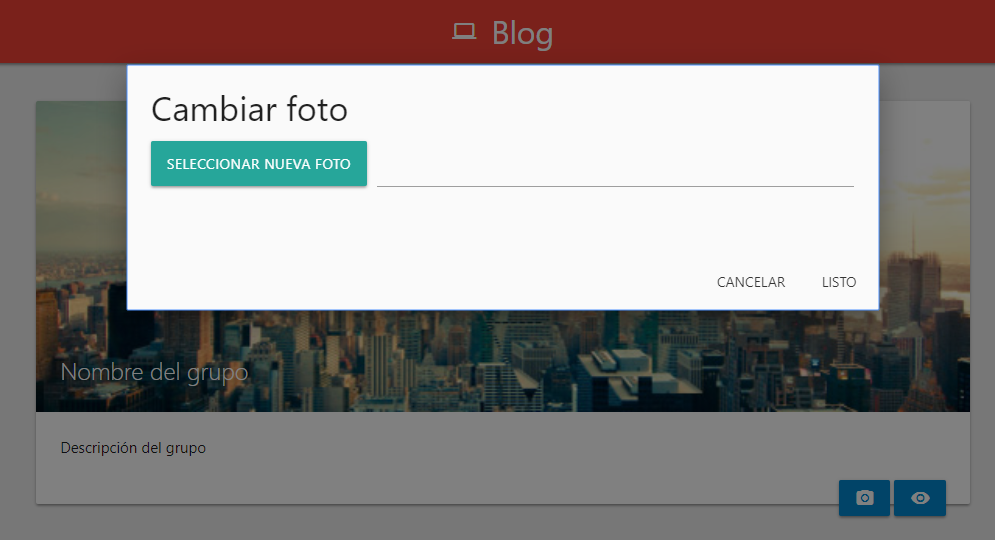 Blog
Cambiar foto
SELECCIONAR NUEVA FOTO
CANCELAR LISTO
Nombre del grupo
Descripción del grupo